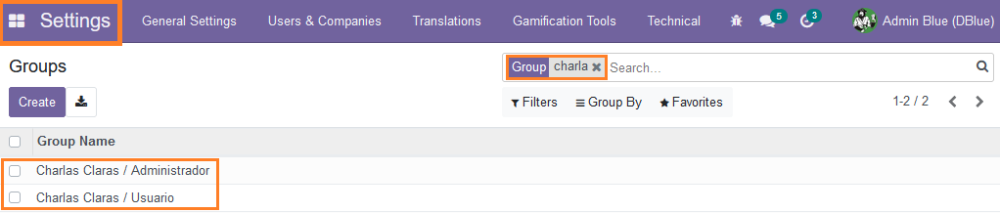 Settings General Settings Users & Companies Translations Gamification Tools Technical 5 3 Admin Blue (DBlue)
Groups Group charla Search...
Create Filters Group By Favorites 1-2 / 2
Group Name
Charlas Claras / Administrador
Charlas Claras / Usuario